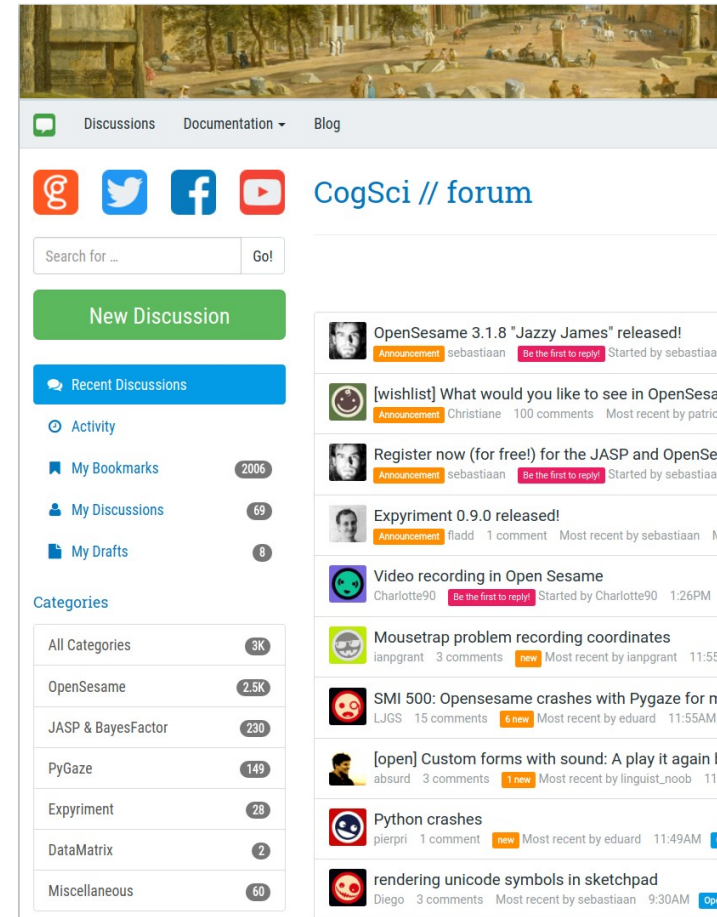 Discussions Documentation Blog
CogSci // forum
Search for ... Go!
New Discussion
Recent Discussions
Activity
My Bookmarks 2006
My Discussions 69
My Drafts 8
Categories
All Categories 3K
OpenSesame 2.5K
JASP & BayesFactor 230
PyGaze 149
Expyriment 28
DataMatrix 2
Miscellaneous 60
OpenSesame 3.1.8 "Jazzy James" released!
Announcement sebastiaan Be the first to reply! Started by sebastiaa
[wishlist] What would you like to see in OpenSesa
Announcement Christiane 100 comments Most recent by patric
Register now (for free!) for the JASP and OpenSe
Announcement sebastiaan Be the first to reply! Started by sebastiaa
Expyriment 0.9.0 released!
Announcement fladd 1 comment Most recent by sebastiaan
Video recording in Open Sesame
Charlotte90 Be the first to reply! Started by Charlotte90 1:26PM
Mousetrap problem recording coordinates
ianpgrant 3 comments new Most recent by ianpgrant 11:55
SMI 500: Opensesame crashes with Pygaze for m
LJGS 15 comments 6 new Most recent by eduard 11:55AM
[open] Custom forms with sound: A play it again
absurd 3 comments 1 new Most recent by linguist_noob 11
Python crashes
pierpri 1 comment new Most recent by eduard 11:49AM
rendering unicode symbols in sketchpad
Diego 3 comments Most recent by sebastiaan 9:30AM Ope